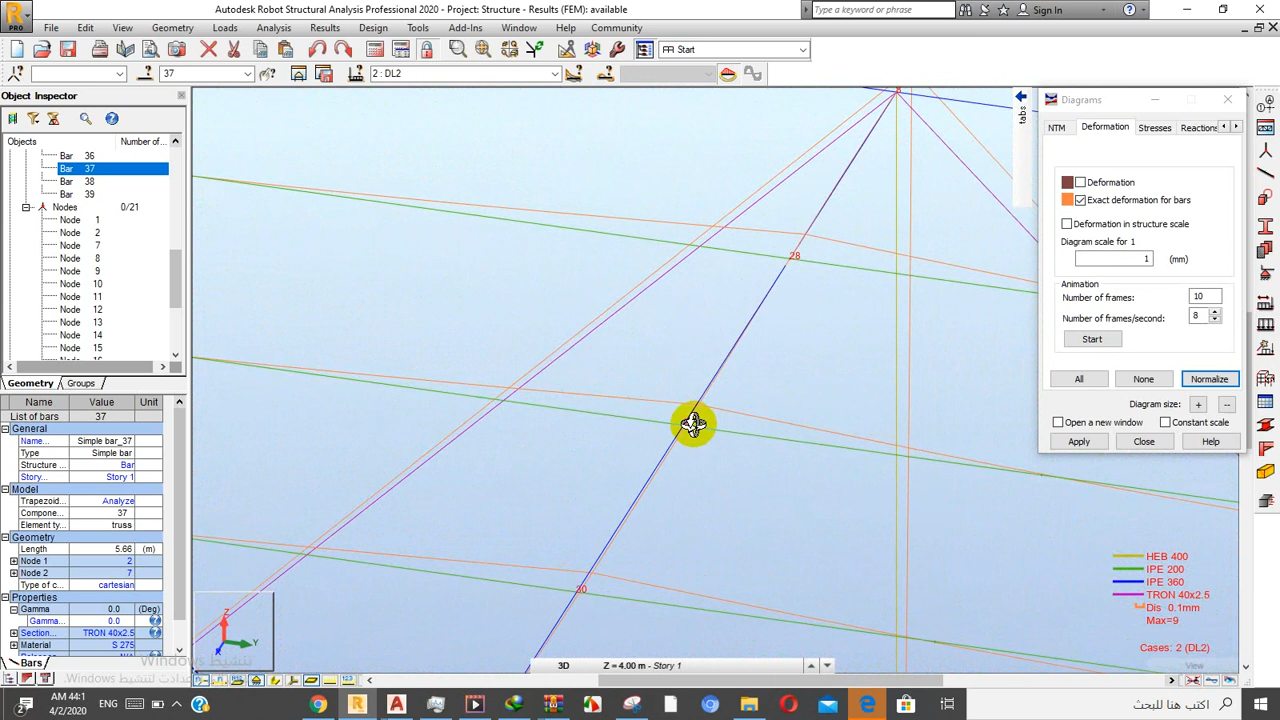 Autodesk Robot Structural Analysis Professional 2020 - Project: Structure - Results (FEM): available
Type a keyword or phrase
Sign In
PRO
File Edit View Geometry Loads Analysis Results Design Tools Add-Ins Window Help Community
Start
37
2 : DL2
Object Inspector
Objects Number of...
Bar 36
Bar 37
Bar 38
Bar 39
Nodes 0/21
Node 1
Node 2
Node 7
Node 8
Node 9
Node 10
Node 11
Node 12
Node 13
Node 14
Node 15
Geometry Groups
Name Value Unit
List of bars 37
General
Name... Simple bar_37
Type Simple bar
Structure ... Bar
Story... Story 1
Model
Trapezoid... Analyze
Compone... 37
Element ty... truss
Geometry
Length 5.66 (m)
Node 1 2
Node 2 7
Type of c... cartesian
Properties
Gamma 0.0 (Deg)
Gamma... 0.0
Section... TRON 40x2.5
Material S 275
Bars
تنشيط Windows
28
30
Z
Y
X
3D Z = 4.00 m - Story 1
tabs
Diagrams
NTM Deformation Stresses Reactions
Deformation
Exact deformation for bars
Deformation in structure scale
Diagram scale for 1
1 (mm)
Animation
Number of frames: 10
Number of frames/second: 8
Start
All None Normalize
Diagram size: + --
Open a new window Constant scale
Apply Close Help
HEB 400
IPE 200
IPE 360
TRON 40x2.5
Dis 0.1mm
Max=9
Cases: 2 (DL2)
View
AM 44:1
4/2/2020
ENG
اكتب هنا للبحث